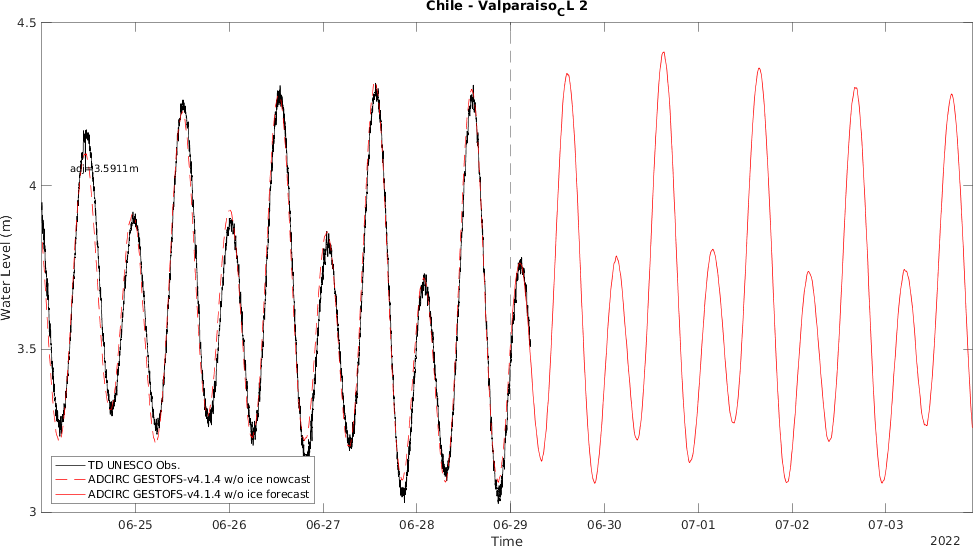 Chile - Valparaiso_CL 2
4.5
adj=3.5911m
4
Water Level (m)
3.5
TD UNESCO Obs.
ADCIRC GESTOFS-v4.1.4 w/o ice nowcast
ADCIRC GESTOFS-v4.1.4 w/o ice forecast
3
06-25 06-26 06-27 06-28 06-29 06-30 07-01 07-02 07-03
Time
2022